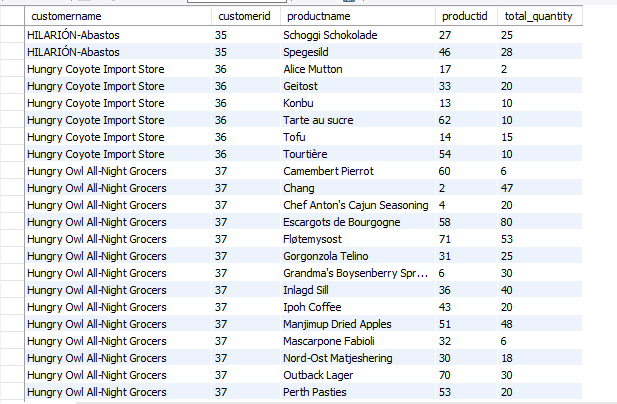 customername customerid productname productid total_quantity
HILARIÓN-Abastos 35 Schoggi Schokolade 27 25
HILARIÓN-Abastos 35 Spegesild 46 28
Hungry Coyote Import Store 36 Alice Mutton 17 2
Hungry Coyote Import Store 36 Geitost 33 20
Hungry Coyote Import Store 36 Konbu 13 10
Hungry Coyote Import Store 36 Tarte au sucre 62 10
Hungry Coyote Import Store 36 Tofu 14 15
Hungry Coyote Import Store 36 Tourtière 54 10
Hungry Owl All-Night Grocers 37 Camembert Pierrot 60 6
Hungry Owl All-Night Grocers 37 Chang 2 47
Hungry Owl All-Night Grocers 37 Chef Anton's Cajun Seasoning 4 20
Hungry Owl All-Night Grocers 37 Escargots de Bourgogne 58 80
Hungry Owl All-Night Grocers 37 Fløtemysost 71 53
Hungry Owl All-Night Grocers 37 Gorgonzola Telino 31 25
Hungry Owl All-Night Grocers 37 Grandma's Boysenberry Spr... 6 30
Hungry Owl All-Night Grocers 37 Inlagd Sill 36 40
Hungry Owl All-Night Grocers 37 Ipoh Coffee 43 20
Hungry Owl All-Night Grocers 37 Manjimup Dried Apples 51 48
Hungry Owl All-Night Grocers 37 Mascarpone Fabioli 32 6
Hungry Owl All-Night Grocers 37 Nord-Ost Matjeshering 30 18
Hungry Owl All-Night Grocers 37 Outback Lager 70 30
Hungry Owl All-Night Grocers 37 Perth Pasties 53 20